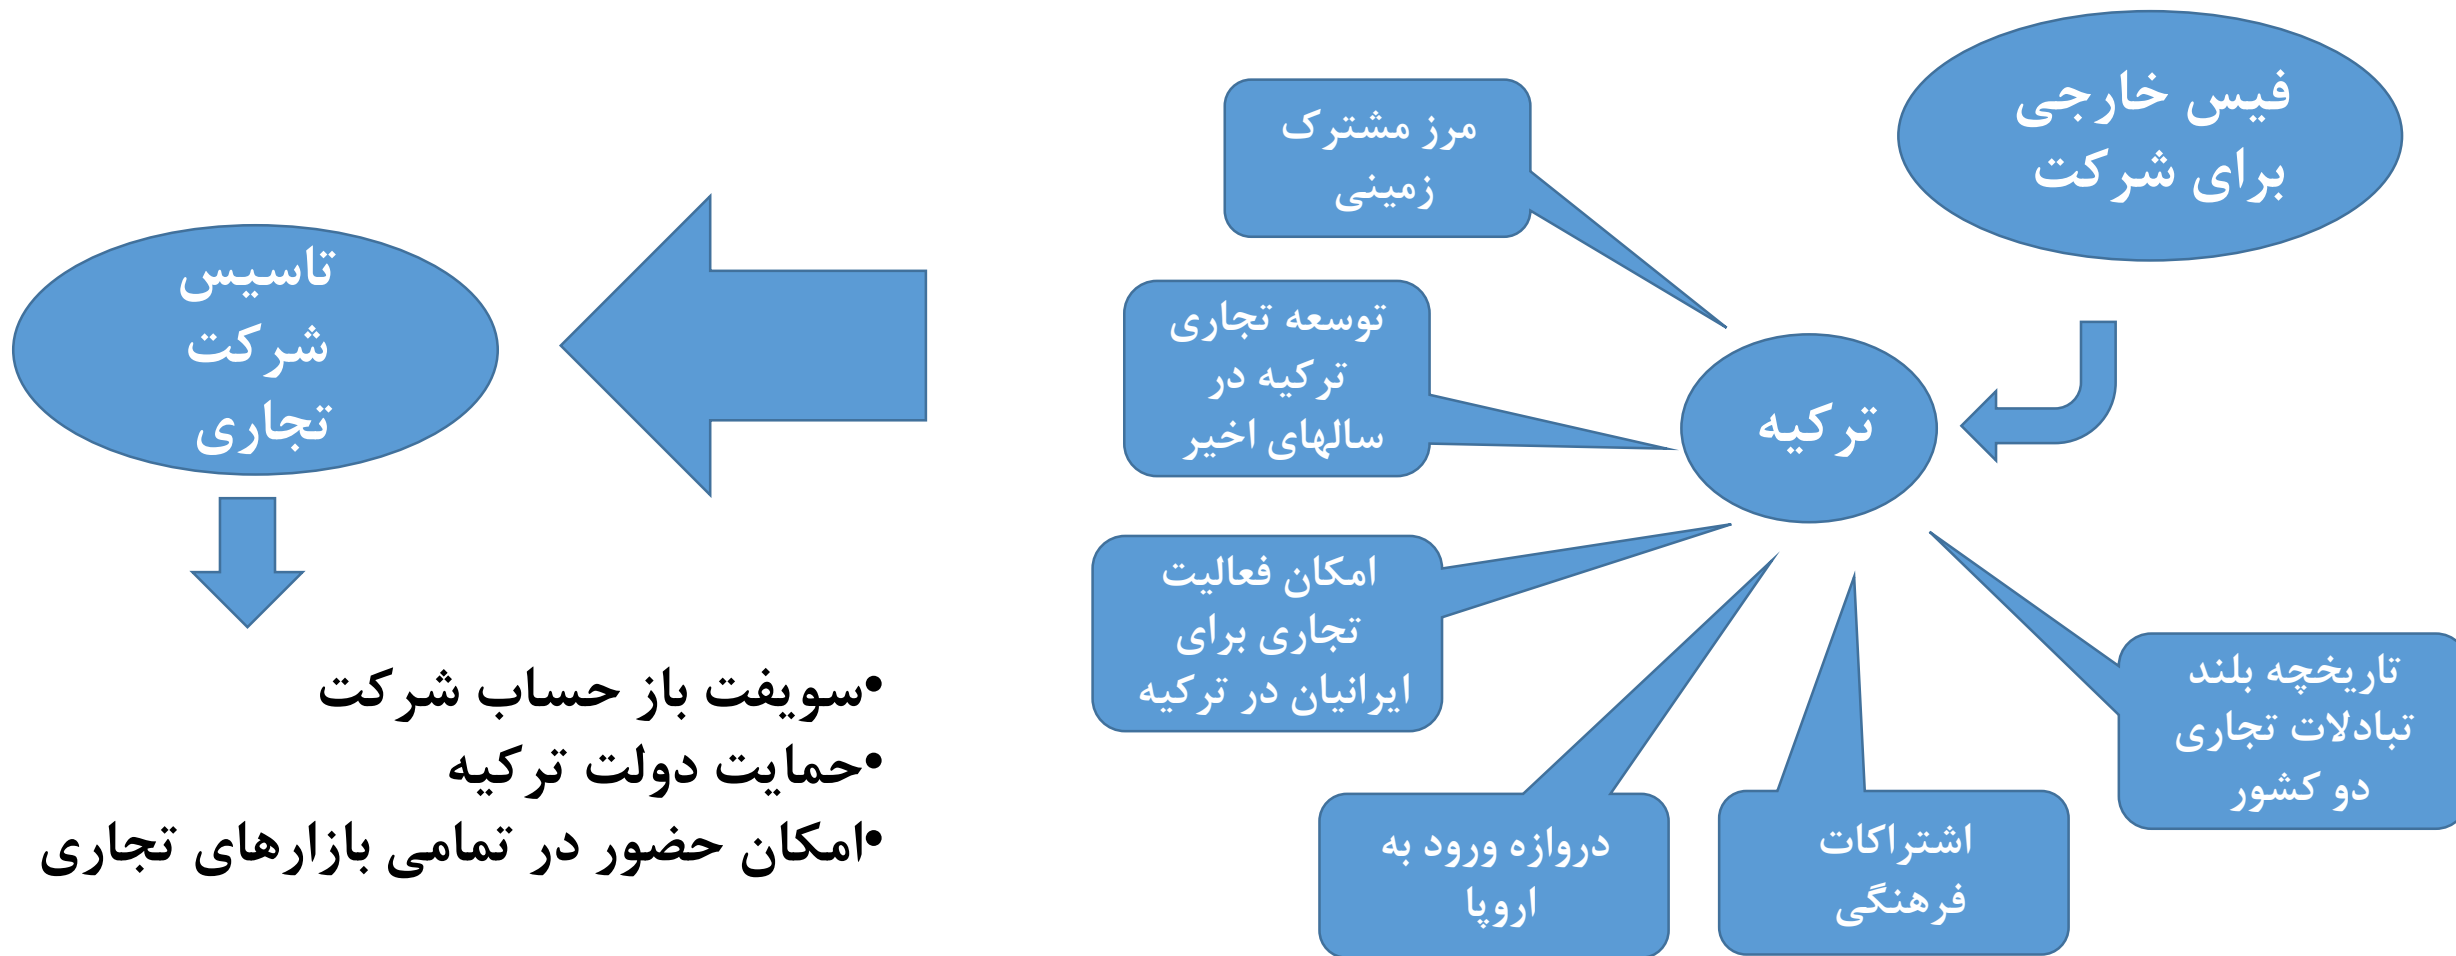 فیس خارجی
برای شرکت
مرز مشترک
زمینی
توسعه تجاری
ترکیه در
سالهای اخیر
ترکیه
امکان فعالیت
تجاری برای
ایرانیان در ترکیه
دروازه ورود به
اروپا
اشتراکات
فرهنگی
تاریخچه بلند
تبادلات تجاری
دو کشور
تاسیس
شرکت
تجاری
•سویفت باز حساب شرکت
•حمایت دولت ترکیه
•امکان حضور در تمامی بازارهای تجاری